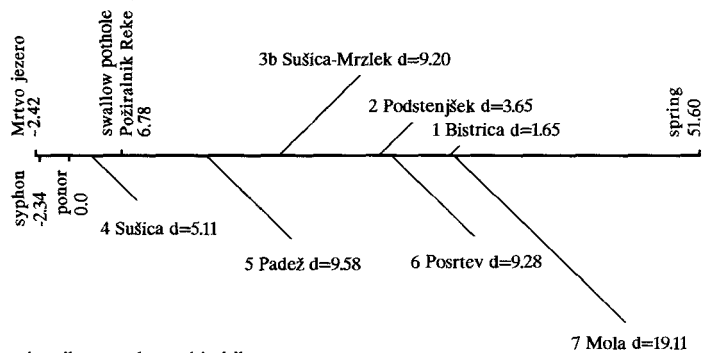 Mrtvo jezero
-2.42
swallow pothole
Požiralnik Reke
6.78
3b Sušica-Mrzlek d=9.20
2 Podstenjšek d=3.65
1 Bistrica d=1.65
spring
51.60
syphon
-2.34
ponor
0.0
4 Sušica d=5.11
5 Padež d=9.58
6 Posrtev d=9.28
7 Mola d=19.11